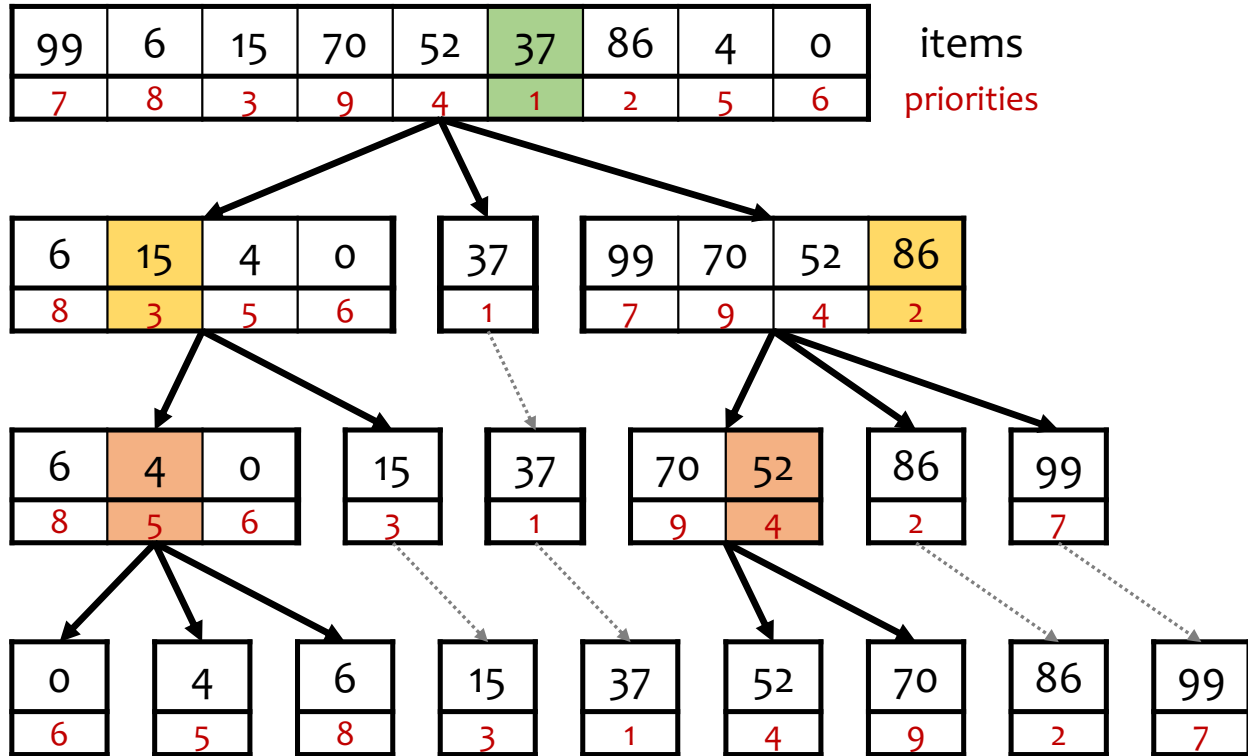 99 6 15 70 52 37 86 4 0 items
7 8 3 9 4 1 2 5 6 priorities
6 15 4 0 37 99 70 52 86
8 3 5 6 1 7 9 4 2
6 4 0 15 37 70 52 86 99
8 5 6 3 1 9 4 2 7
0 4 6 15 37 52 70 86 99
6 5 8 3 1 4 9 2 7